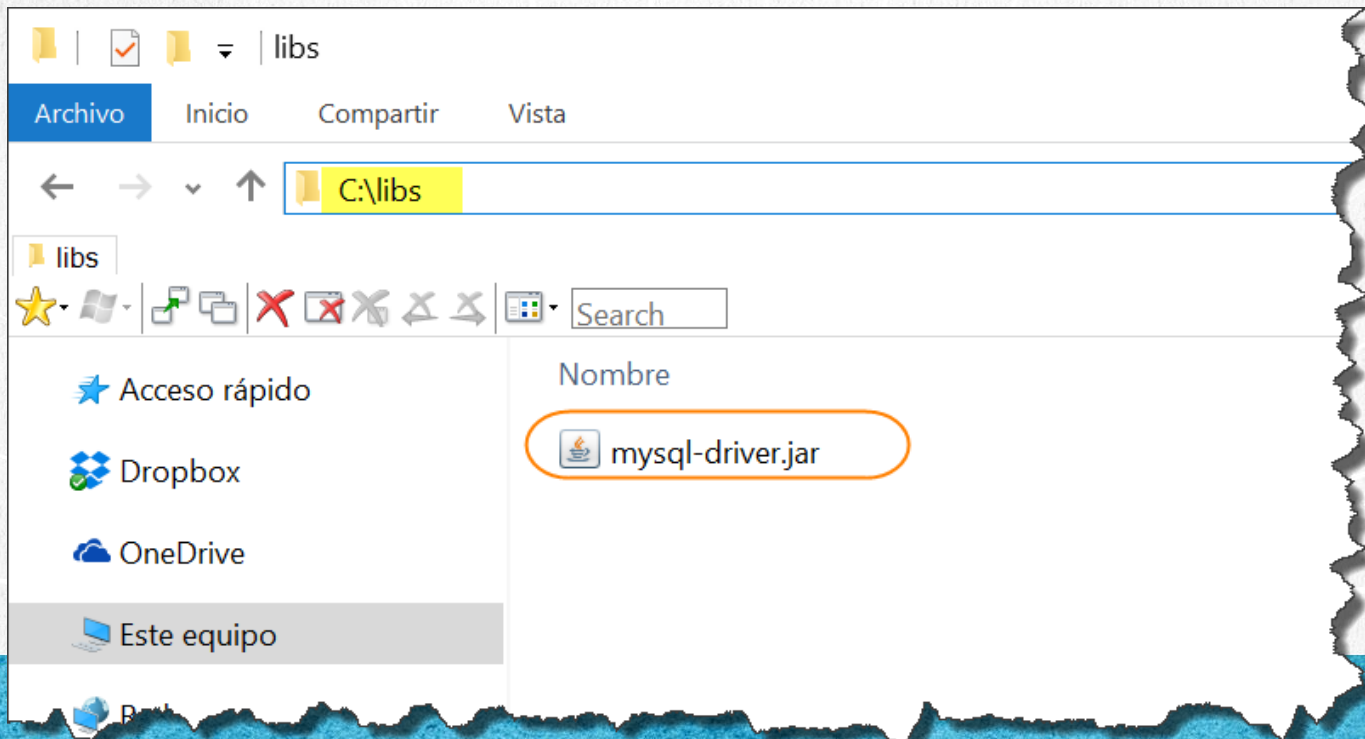 libs
Archivo Inicio Compartir Vista
C:\libs
libs
Search
Acceso rápido
Dropbox
OneDrive
Este equipo
Nombre
mysql-driver.jar